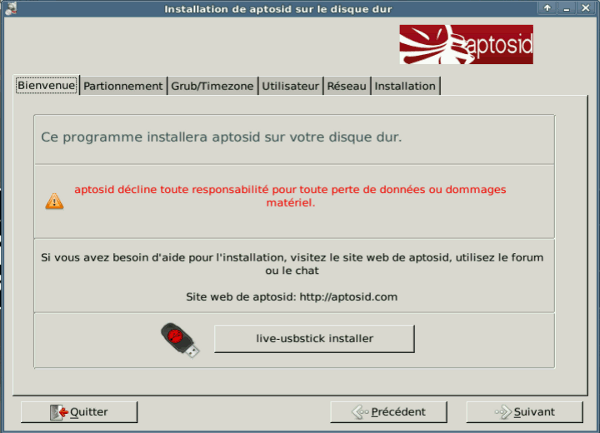 Installation de aptosid sur le disque dur
aptosid
Bienvenue Partionnement Grub/Timezone Utilisateur Réseau Installation
Ce programme installera aptosid sur votre disque dur.
aptosid décline toute responsabilité pour toute perte de données ou dommages
matériel.
Si vous avez besoin d'aide pour l'installation, visitez le site web de aptosid, utilisez le forum
ou le chat
Site web de aptosid: http://aptosid.com
live-usbstick installer
Quitter Précédent Suivant